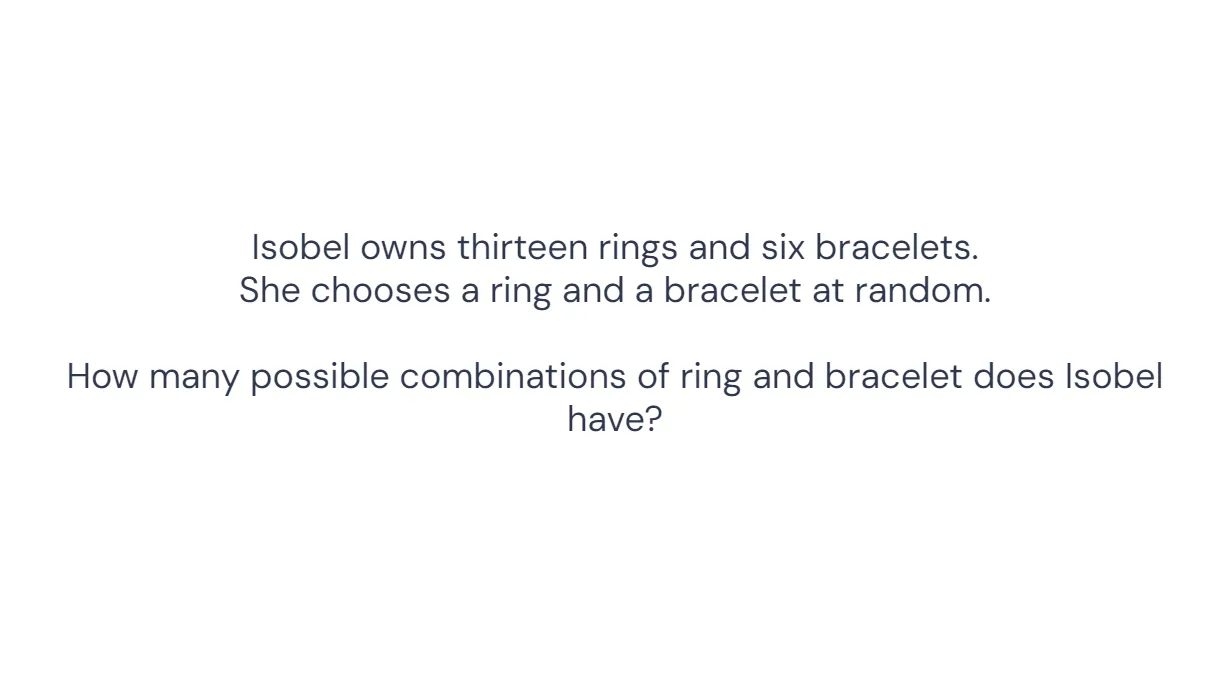 Isobel owns thirteen rings and six bracelets.
She chooses a ring and a bracelet at random.
How many possible combinations of ring and bracelet does Isobel
have?